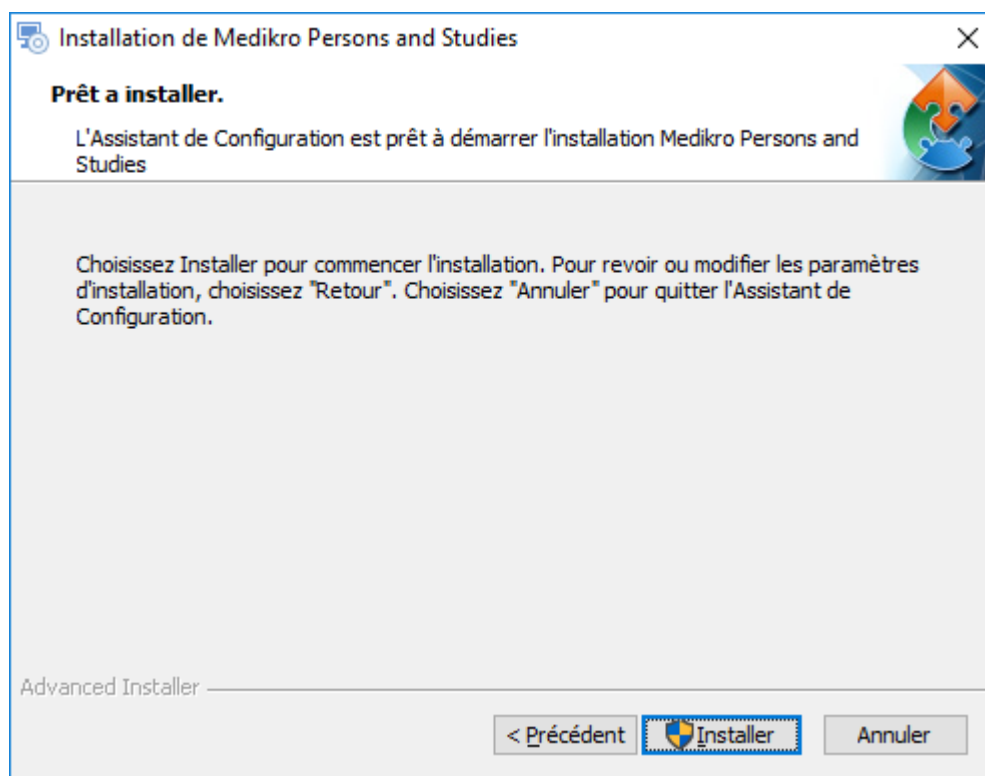 Installation de Medikro Persons and Studies
Prêt a installer.
L'Assistant de Configuration est prêt à démarrer l'installation Medikro Persons and
Studies
Choisissez Installer pour commencer l'installation. Pour revoir ou modifier les paramètres
d'installation, choisissez "Retour". Choisissez "Annuler" pour quitter l'Assistant de
Configuration.
Advanced Installer
< Précédent Installer Annuler